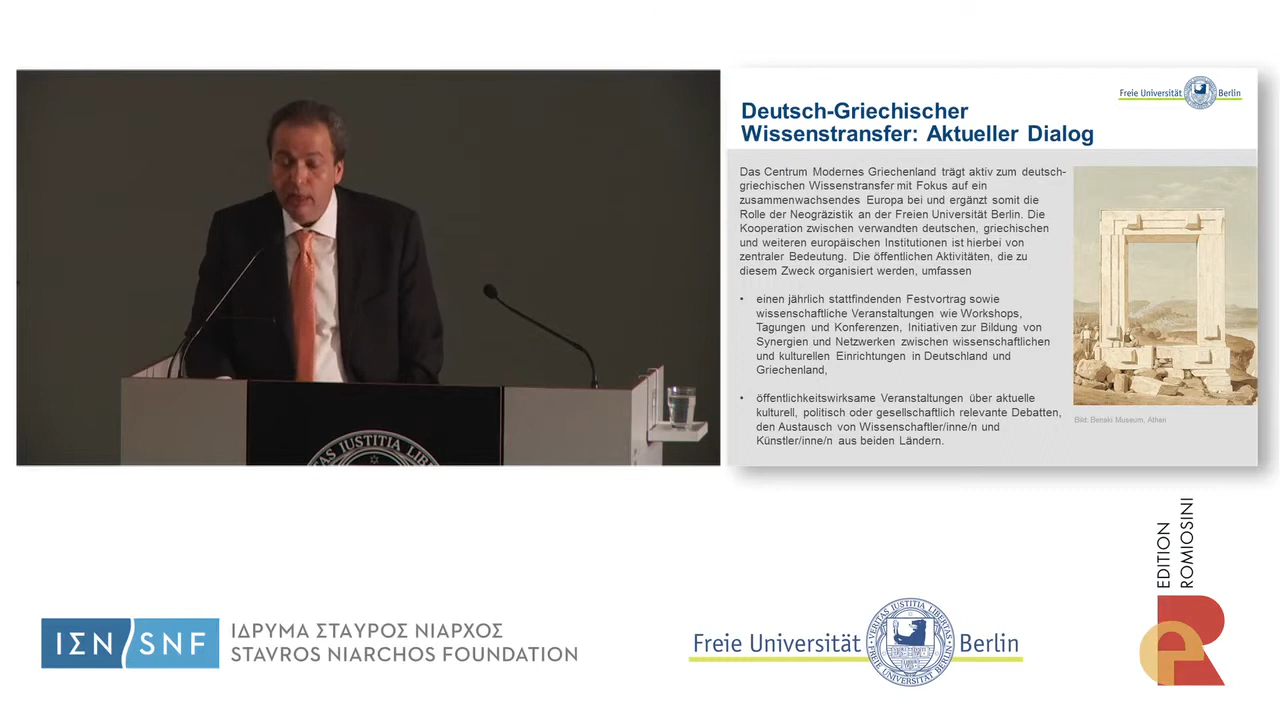 Freie Universität Berlin
Deutsch-Griechischer
Wissenstransfer: Aktueller Dialog
Das Centrum Modernes Griechenland trägt aktiv zum deutsch-
griechischen Wissenstransfer mit Fokus auf ein
zusammenwachsendes Europa bei und ergänzt somit die
Rolle der Neogräzistik an der Freien Universität Berlin. Die
Kooperation zwischen verwandten deutschen, griechischen
und weiteren europäischen Institutionen ist hierbei von
zentraler Bedeutung. Die öffentlichen Aktivitäten, die zu
diesem Zweck organisiert werden, umfassen
• einen jährlich stattfindenden Festvortrag sowie
wissenschaftliche Veranstaltungen wie Workshops,
Tagungen und Konferenzen, Initiativen zur Bildung von
Synergien und Netzwerken zwischen wissenschaftlichen
und kulturellen Einrichtungen in Deutschland und
Griechenland,
• öffentlichkeitswirksame Veranstaltungen über aktuelle
kulturell, politisch oder gesellschaftlich relevante Debatten,
den Austausch von Wissenschaftler/inne/n und
Künstler/inne/n aus beiden Ländern.
Bild: Benaki Museum, Athen
IUSTITIA
ΙΣΝ/SNF
ΙΔΡΥΜΑ ΣΤΑΥΡΟΣ ΝΙΑΡΧΟΣ
STAVROS NIARCHOS FOUNDATION
Freie Universität Berlin
VERITAS IUSTITIA LIBERTAS
FREIE UNIVERSITÄT BERLIN
EDITION
ROMIOSINI
eR